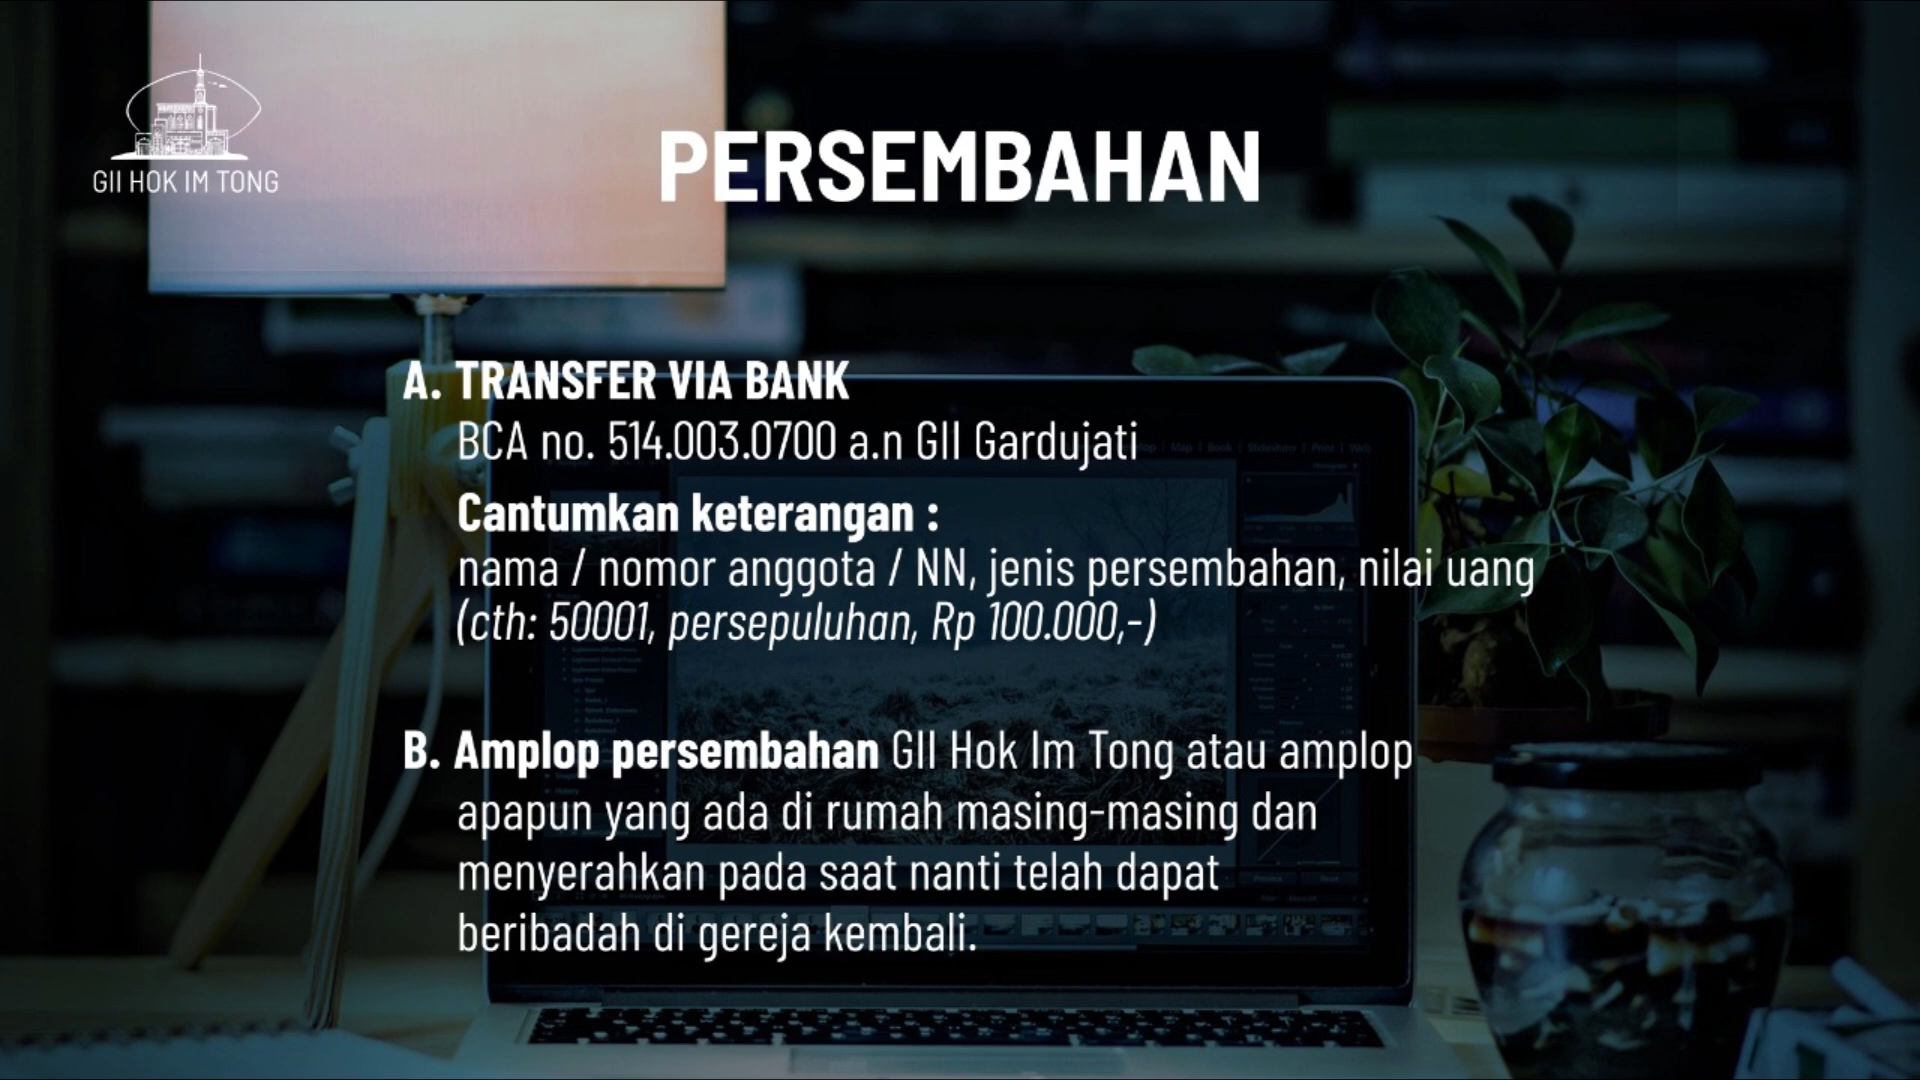 GII HOK IM TONG
PERSEMBAHAN
A. TRANSFER VIA BANK
BCA no. 514.003.0700 a.n GII Gardujati
Cantumkan keterangan :
nama / nomor anggota / NN, jenis persembahan, nilai uang
(cth: 50001, persepuluhan, Rp 100.000,-)
B. Amplop persembahan GII Hok Im Tong atau amplop
apapun yang ada di rumah masing-masing dan
menyerahkan pada saat nanti telah dapat
beribadah di gereja kembali.